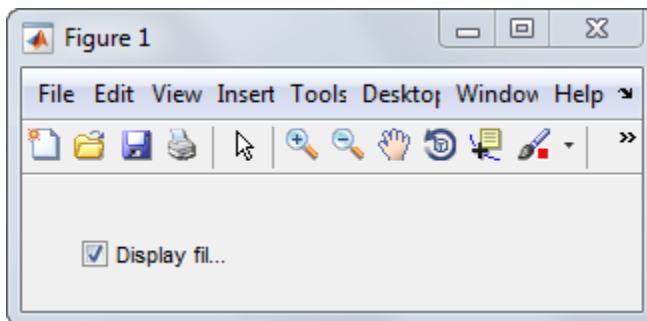 Figure 1
File Edit View Insert Tools Desktop Window Help
Display fil...